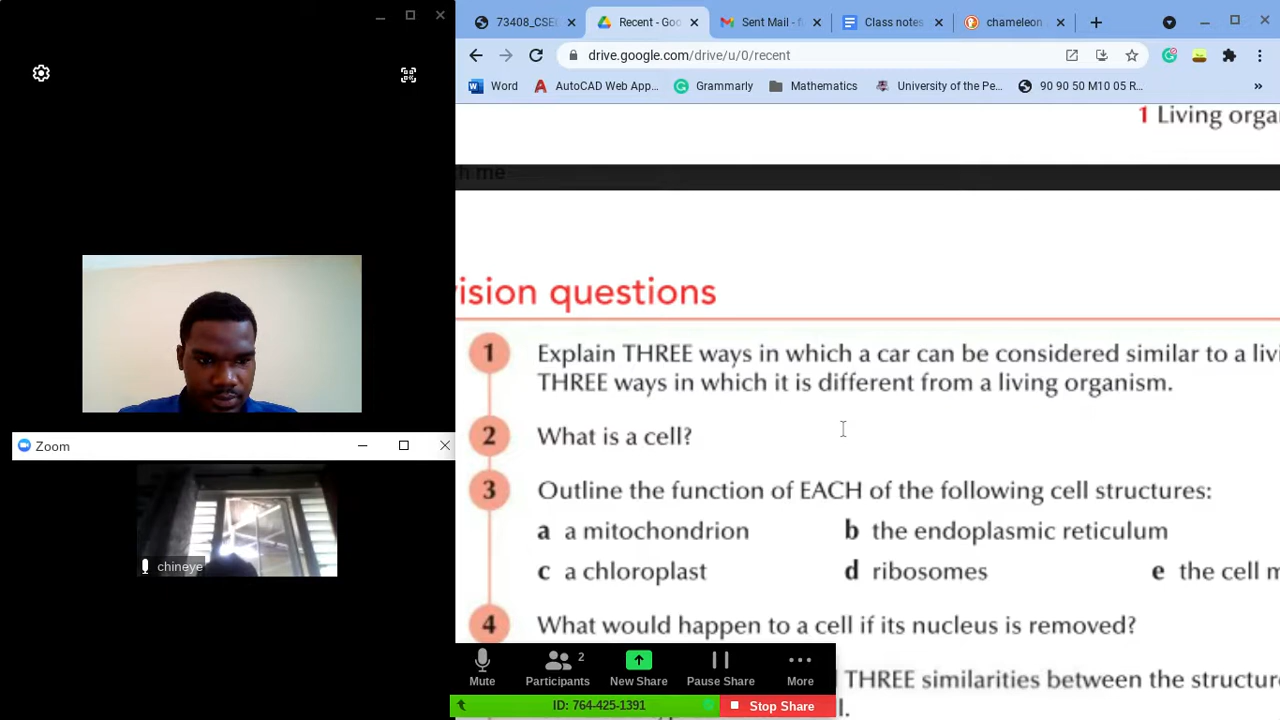 73408_CSE
Recent - Goo
Sent Mail - f
Class notes
chameleon
drive.google.com/drive/u/0/recent
Word
AutoCAD Web App...
Grammarly
Mathematics
University of the Pe...
90 90 50 M10 05 R...
»
1 Living orga
me
ision questions
1 Explain THREE ways in which a car can be considered similar to a livi
THREE ways in which it is different from a living organism.
2 What is a cell?
3 Outline the function of EACH of the following cell structures:
a a mitochondrion b the endoplasmic reticulum
c a chloroplast d ribosomes e the cell m
4 What would happen to a cell if its nucleus is removed?
THREE similarities between the structure
l.
Zoom
chineye
Mute
Participants 2
New Share
Pause Share
More
ID: 764-425-1391
Stop Share